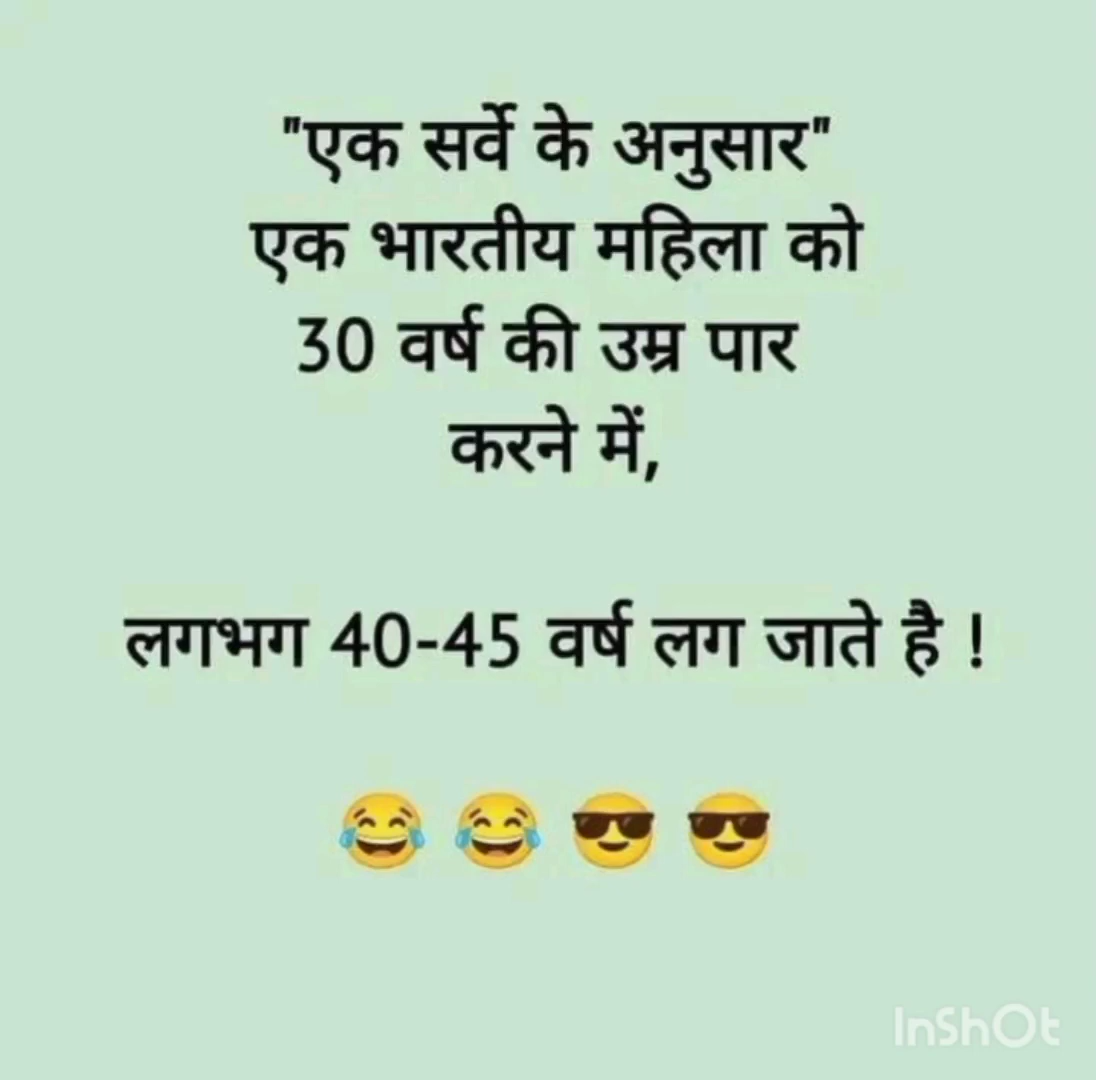 "एक सर्वे के अनुसार"
एक भारतीय महिला को
30 वर्ष की उम्र पार
करने में,
लगभग 40-45 वर्ष लग जाते है !
😂 😂 😎 😎
InShOt